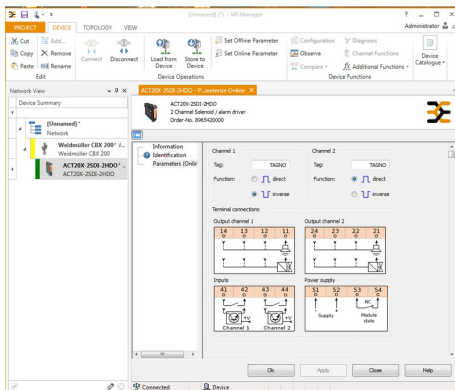 [Unnamed] (*) - WI-Manager
PROJECT DEVICE TOPOLOGY VIEW Administrator
Cut Add...
Copy Remove
Paste Rename
Connect Disconnect
Load from Device
Store to Device
Set Offline Parameter
Set Online Parameter
Configuration Diagnosis
Observe Channel Functions
Compare Additional Functions
Device Catalogue
Edit Device Operations Device Functions
Network View
Device Summary
[Unnamed]*
Network
Weidmüller CBX 200* /...
Weidmüller CBX 200
ACT20X-2SDI-2HDO* ...
ACT20X-2SDI-2HDO
ACT20X-2SDI-2HDO - P...meterize Online
ACT20X-2SDI-2HDO
2 Channel Solenoid / alarm driver
Order-No. 8965420000
Information
Identification
Parameters (Onlin
Channel 1 Channel 2
Tag: TAGNO Tag: TAGNO
Function: direct Function: direct
inverse inverse
Terminal connections
Output channel 1 Output channel 2
14 13 12 11 24 23 22 21
Inputs Power supply
41 42 43 44 51 52 53 54
NC
+V +V
Supply Module state
Channel 1 Channel 2
Ok Apply Close Help
Connected Device